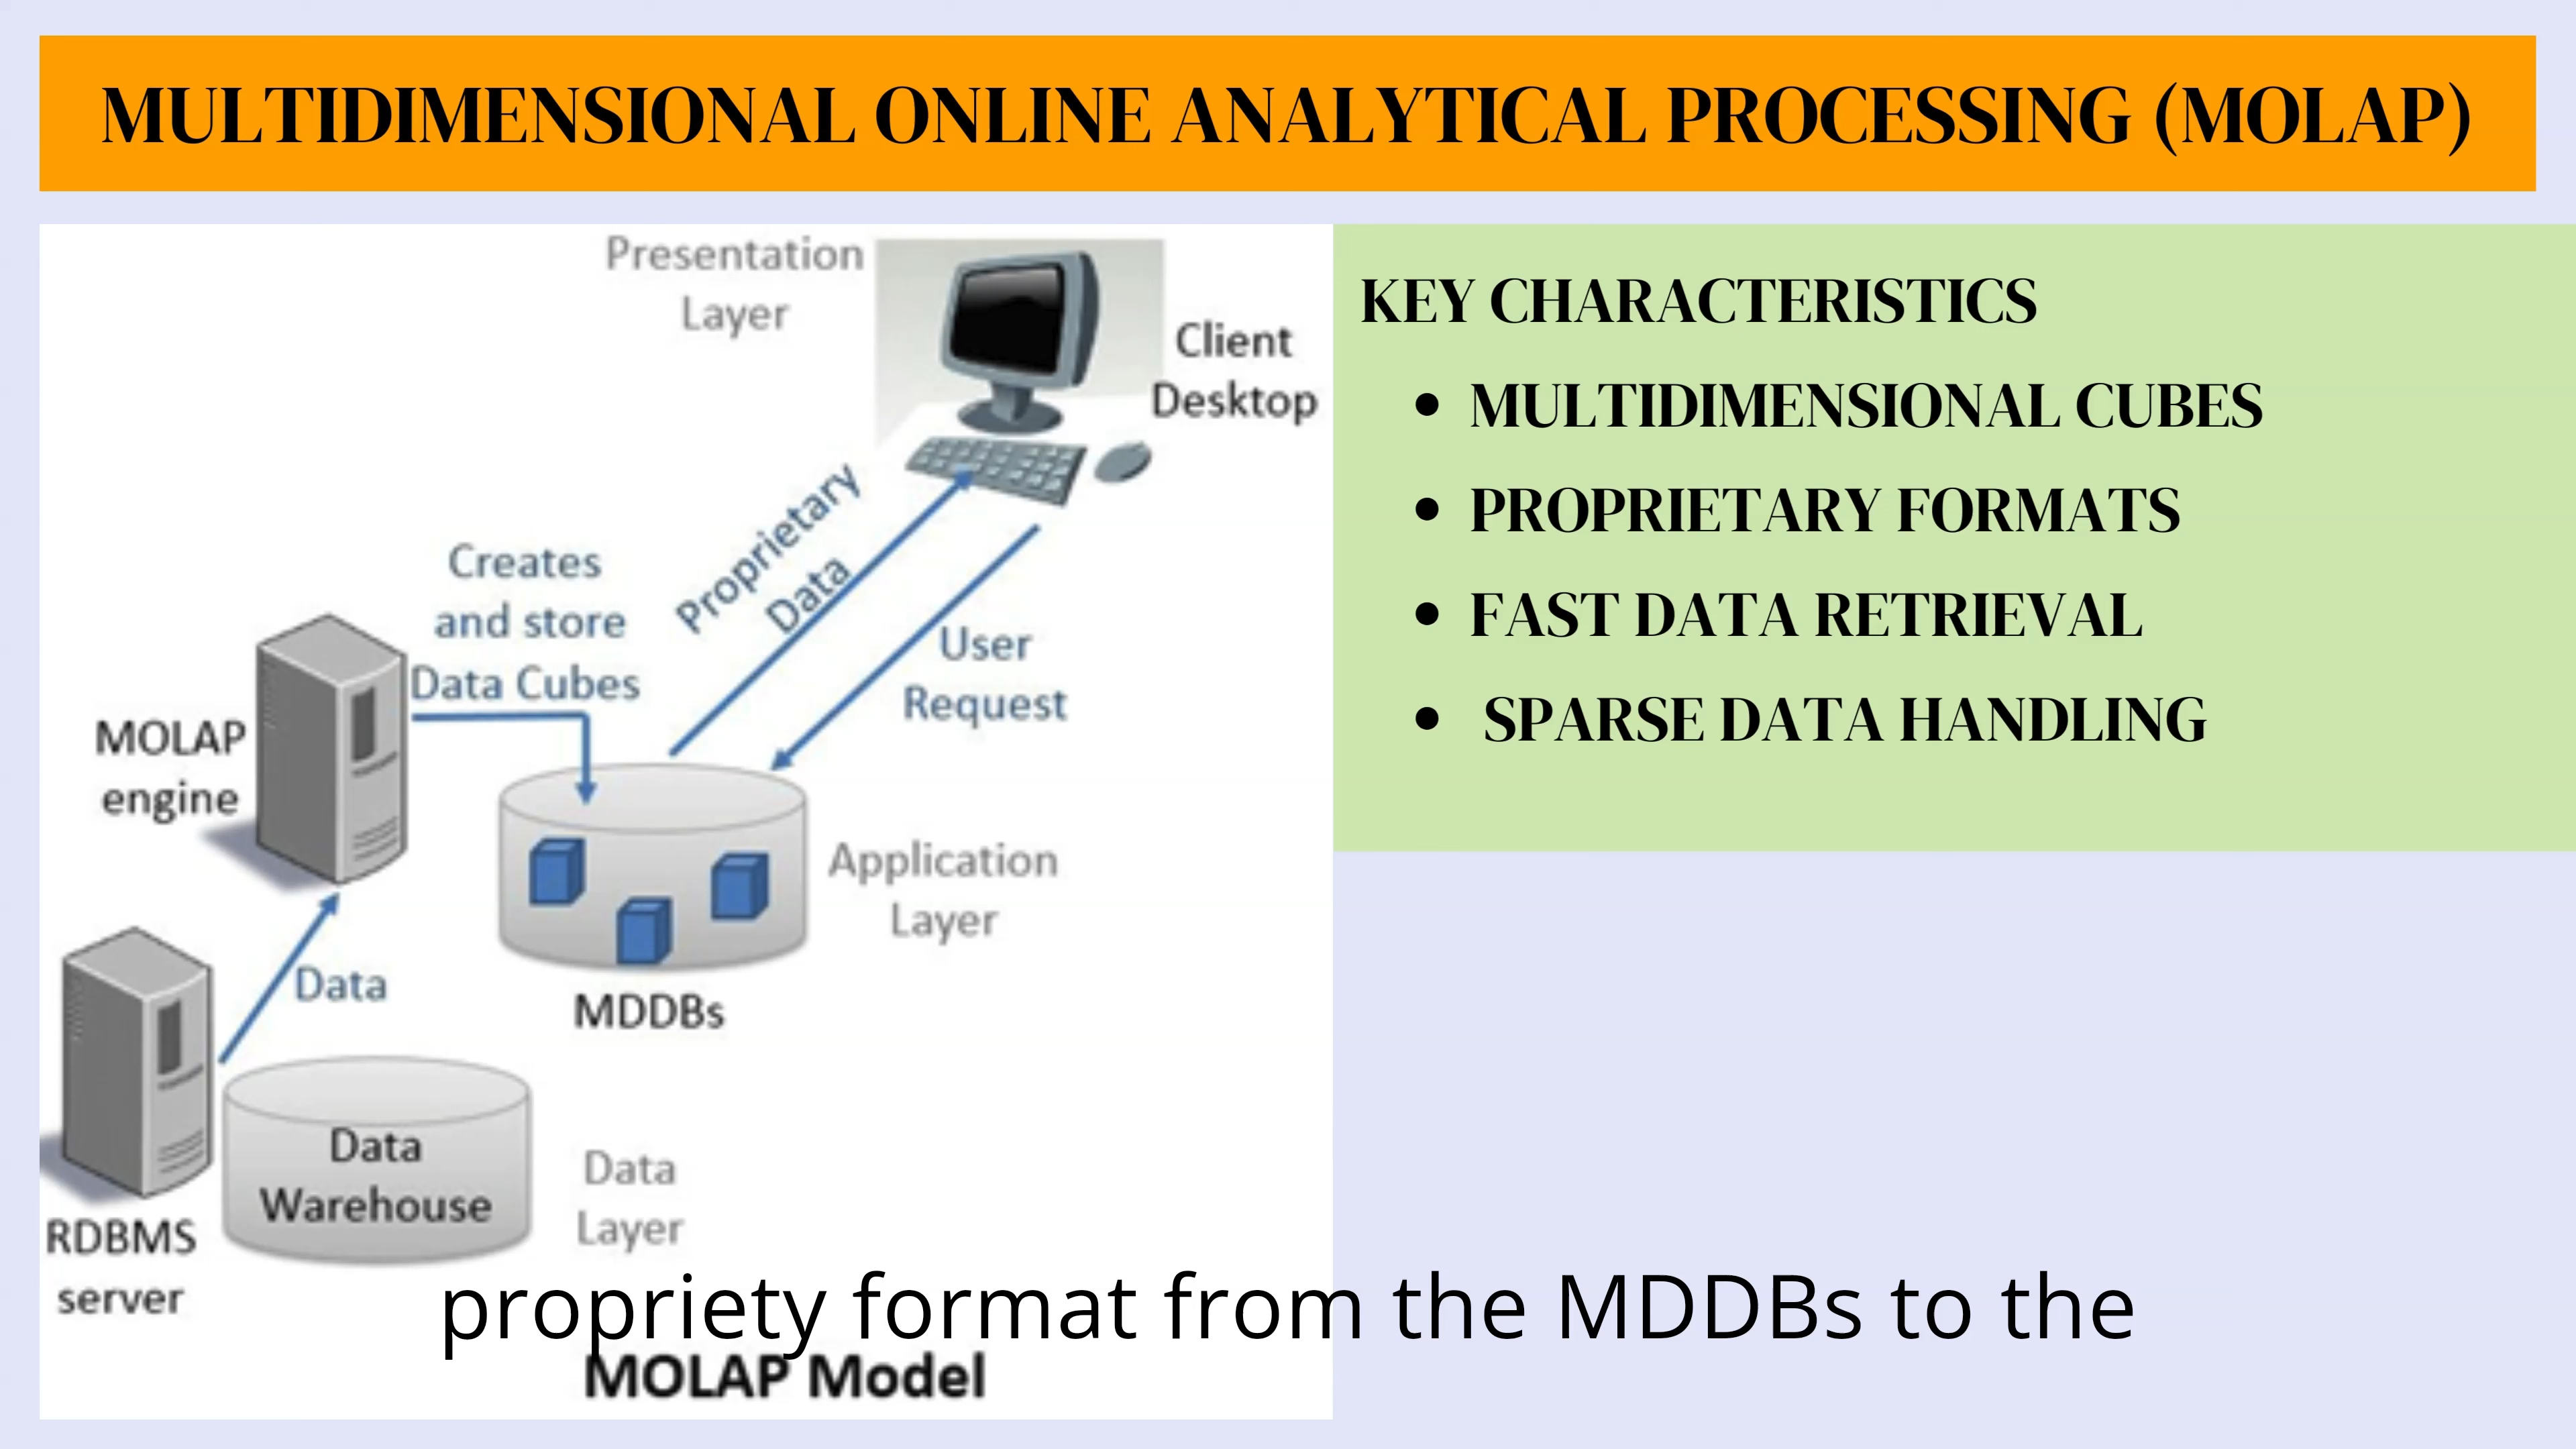 MULTIDIMENSIONAL ONLINE ANALYTICAL PROCESSING (MOLAP)
Presentation
Layer
Client
Desktop
Proprietary
Data
Creates
and store
Data Cubes
User
Request
MOLAP
engine
Application
Layer
Data
MDDBs
Data
Warehouse
Data
Layer
RDBMS
server
MOLAP Model
KEY CHARACTERISTICS
• MULTIDIMENSIONAL CUBES
• PROPRIETARY FORMATS
• FAST DATA RETRIEVAL
• SPARSE DATA HANDLING
propriety format from the MDDBs to the